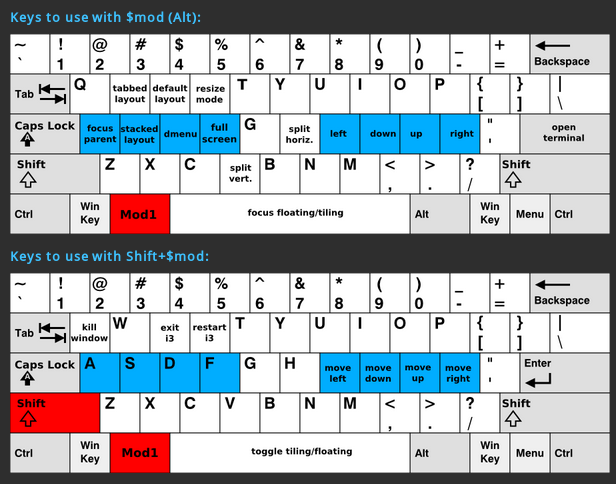 Keys to use with $mod (Alt):
~ ! @ # $ % ^ & * ( ) _ +
` 1 2 3 4 5 6 7 8 9 0 - = Backspace
Tab Q tabbed layout default layout resize mode T Y U I O P { [ } ] | \
Caps Lock focus parent stacked layout dmenu full screen G split horiz. left down up right " ' open terminal
Shift Z X C split vert. B N M < , > . ? / Shift
Ctrl Win Key Mod1 focus floating/tiling Alt Win Key Menu Ctrl
Keys to use with Shift+$mod:
~ ! @ # $ % ^ & * ( ) _ +
` 1 2 3 4 5 6 7 8 9 0 - = Backspace
Tab kill window W exit i3 restart i3 T Y U I O P { [ } ] | \
Caps Lock A S D F G H move left move down move up move right " ' Enter
Shift Z X C V B N M < , > . ? / Shift
Ctrl Win Key Mod1 toggle tiling/floating Alt Win Key Menu Ctrl